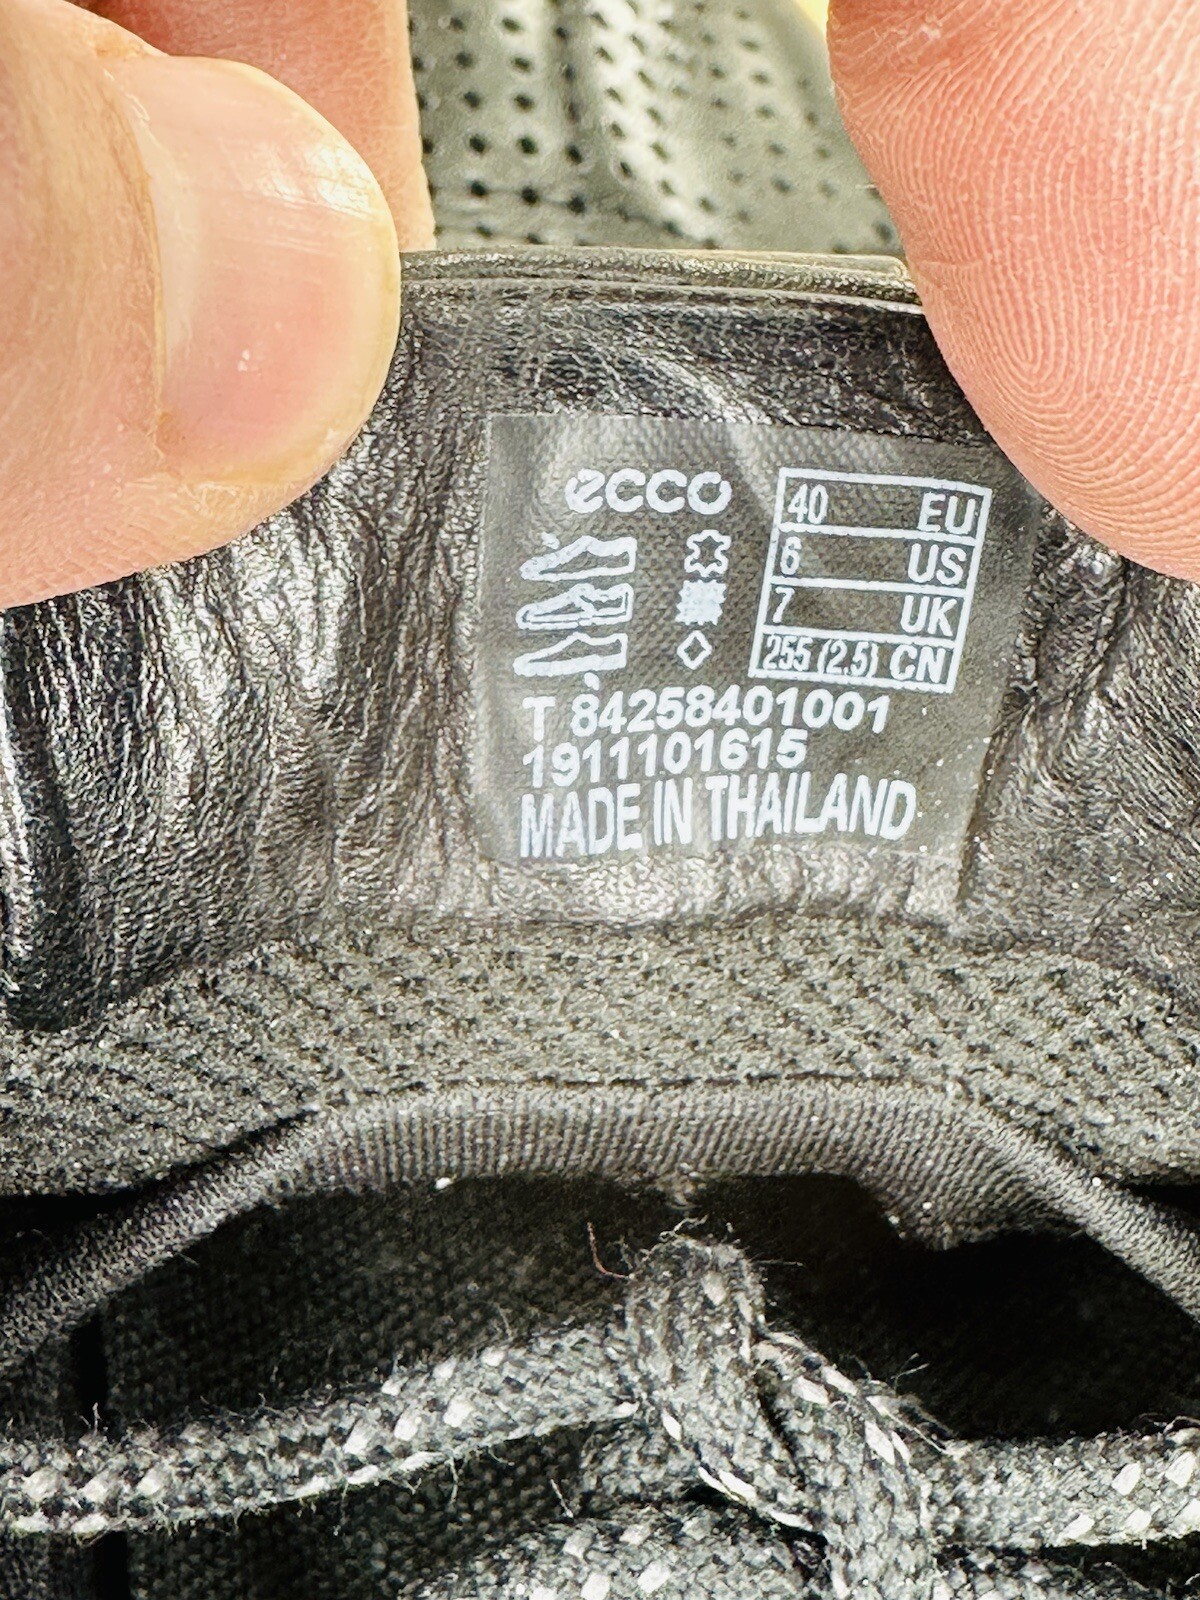 ecco
40 EU
6 US
7 UK
255 (2,5) CN
T 84258401001
1911101615
MADE IN THAILAND